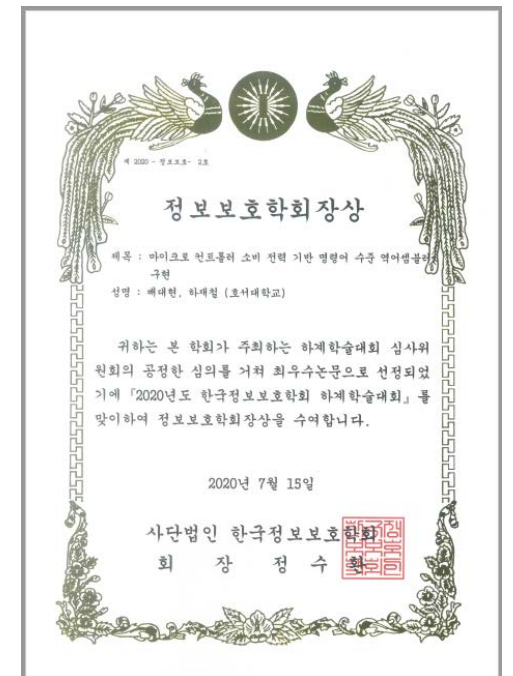 제 2020 - 정보보호- 2호
정보보호학회장상
제목 : 마이크로 컨트롤러 소비 전력 기반 명령어 수준 역어셈블러
구현
성명 : 배대현, 하재철 (호서대학교)
귀하는 본 학회가 주최하는 하계학술대회 심사위
원회의 공정한 심의를 거쳐 최우수논문으로 선정되었
기에 『2020년도 한국정보보호학회 하계학술대회』를
맞이하여 정보보호학회장상을 수여합니다.
2020년 7월 15일
사단법인 한국정보보호학회
회 장 정 수 환